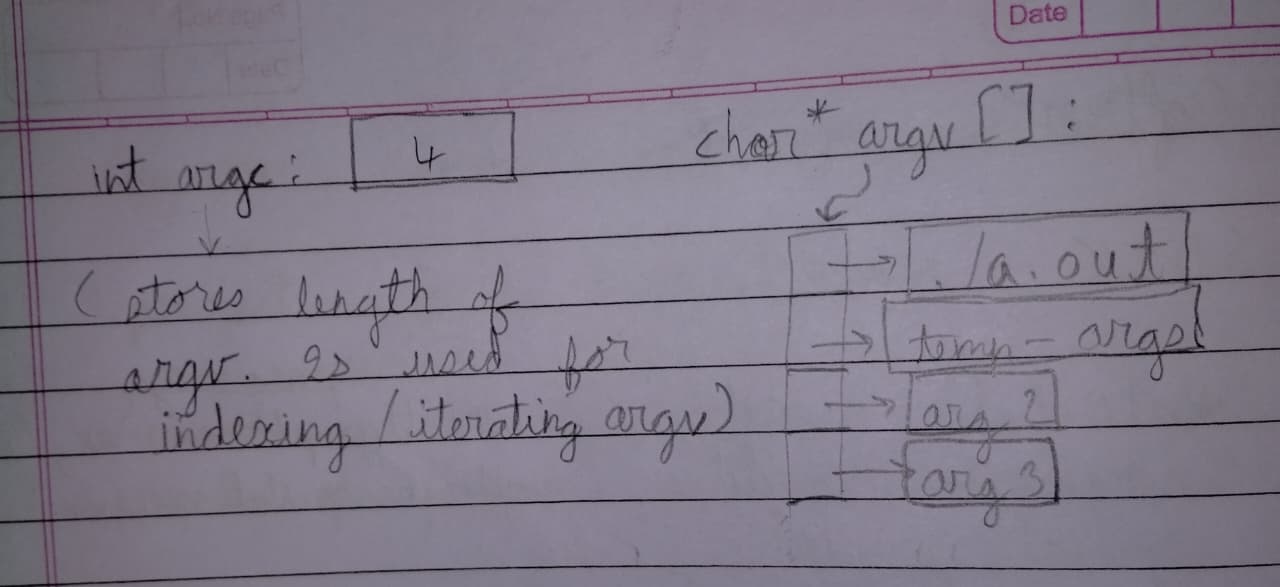 Date
int argc: 4
char* argv[]:
(stores length of
argv. Is used for
indexing/iterating argv)
./a.out
temp-args
arg 2
arg 3